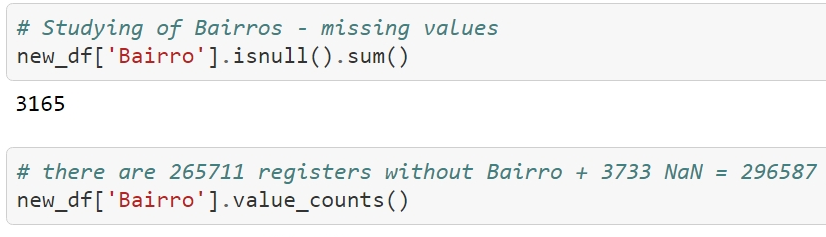 # Studying of Bairros - missing values
new_df['Bairro'].isnull().sum()
3165
# there are 265711 registers without Bairro + 3733 NaN = 296587
new_df['Bairro'].value_counts()